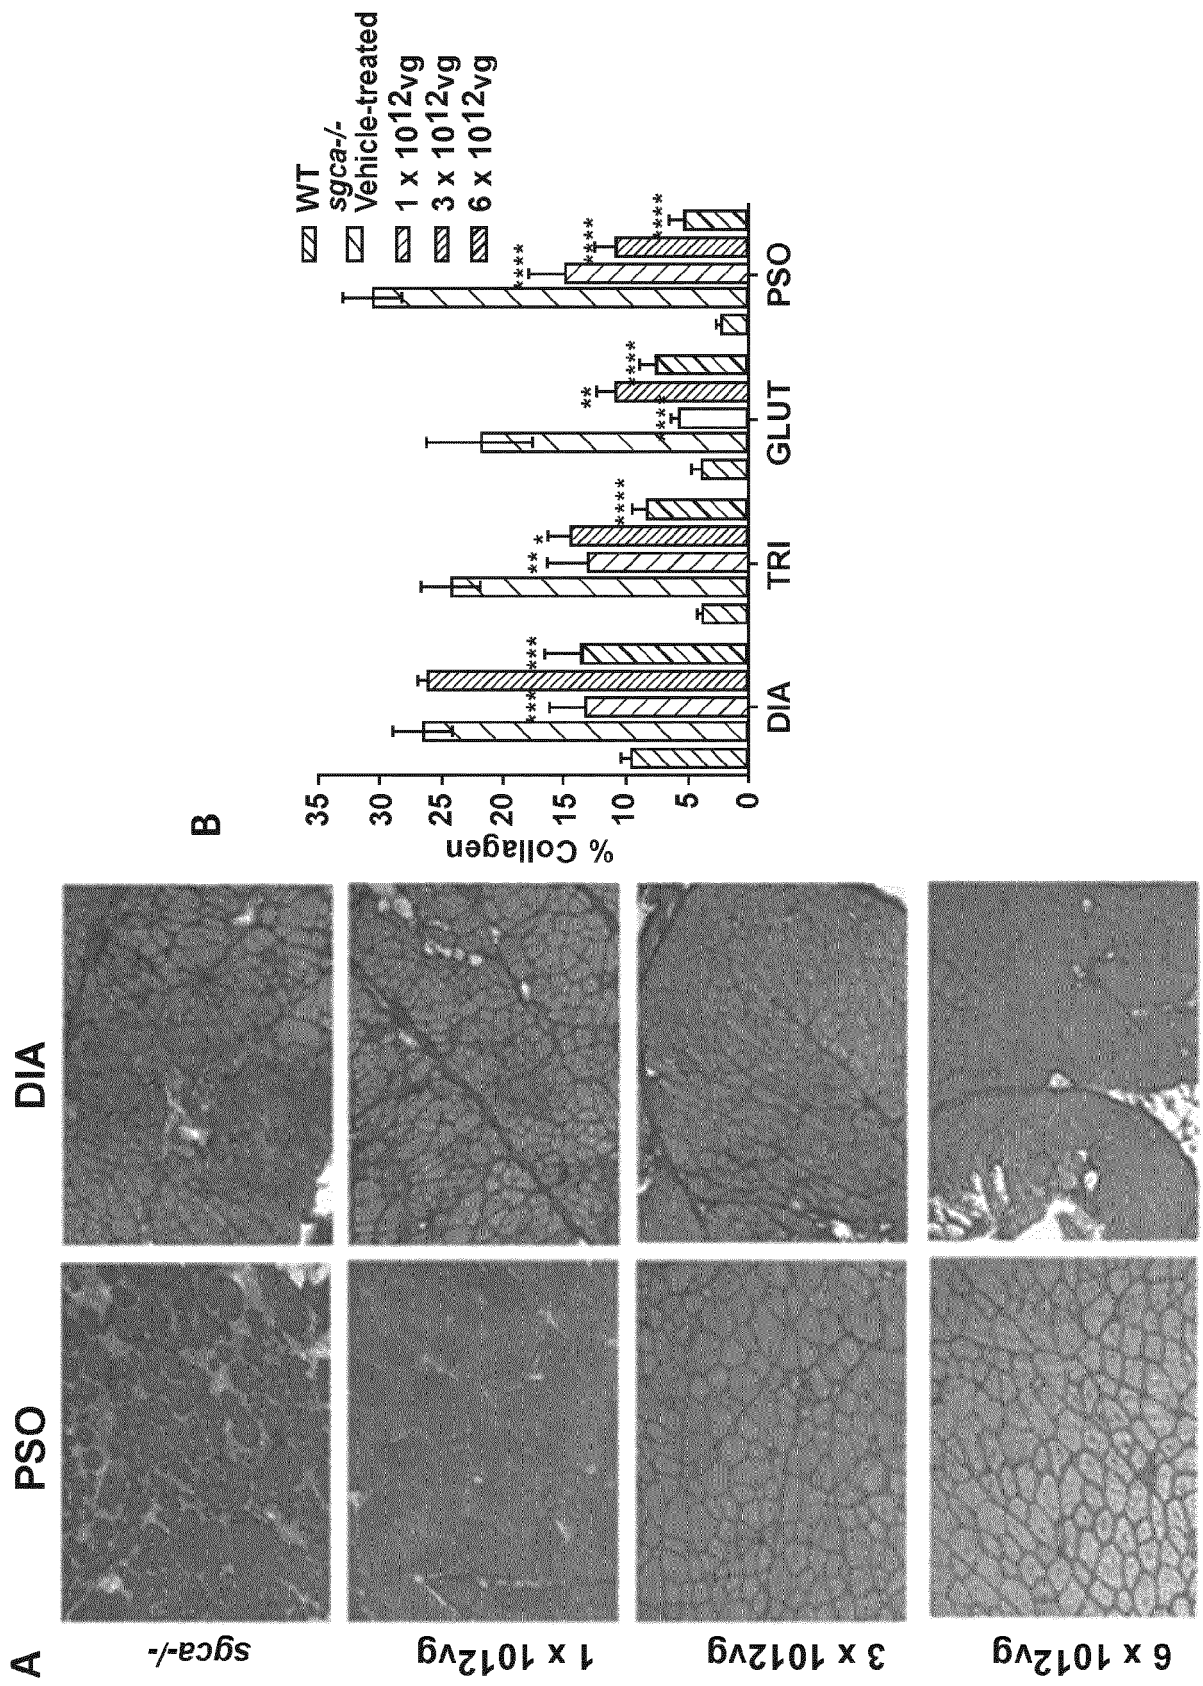 A
PSO
DIA
sgca-/-
1 x 10¹²vg
3 x 10¹²vg
6 x 10¹²vg
B
WT
sgca-/-
Vehicle-treated
1 x 10¹²vg
3 x 10¹²vg
6 x 10¹²vg
% Collagen
35
30
25
20
15
10
5
0
*** ***
** * ****
*** ** ****
**** **** ****
DIA TRI GLUT PSO